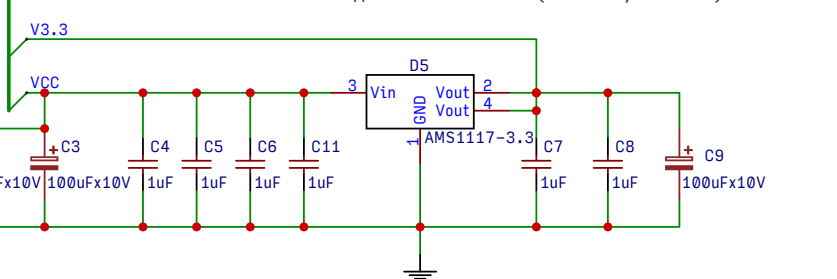 V3.3
VCC
D5
3 Vin Vout 2
Vout 4
GND
1
AMS1117-3.3
C3 C4 C5 C6 C11 C7 C8 C9
Fx10V 100uFx10V 1uF 1uF 1uF 1uF 1uF 1uF 100uFx10V